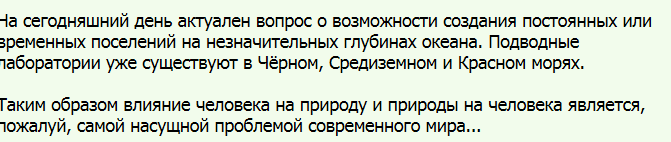 На сегодняшний день актуален вопрос о возможности создания постоянных или
временных поселений на незначительных глубинах океана. Подводные
лаборатории уже существуют в Чёрном, Средиземном и Красном морях.
Таким образом влияние человека на природу и природы на человека является,
пожалуй, самой насущной проблемой современного мира...